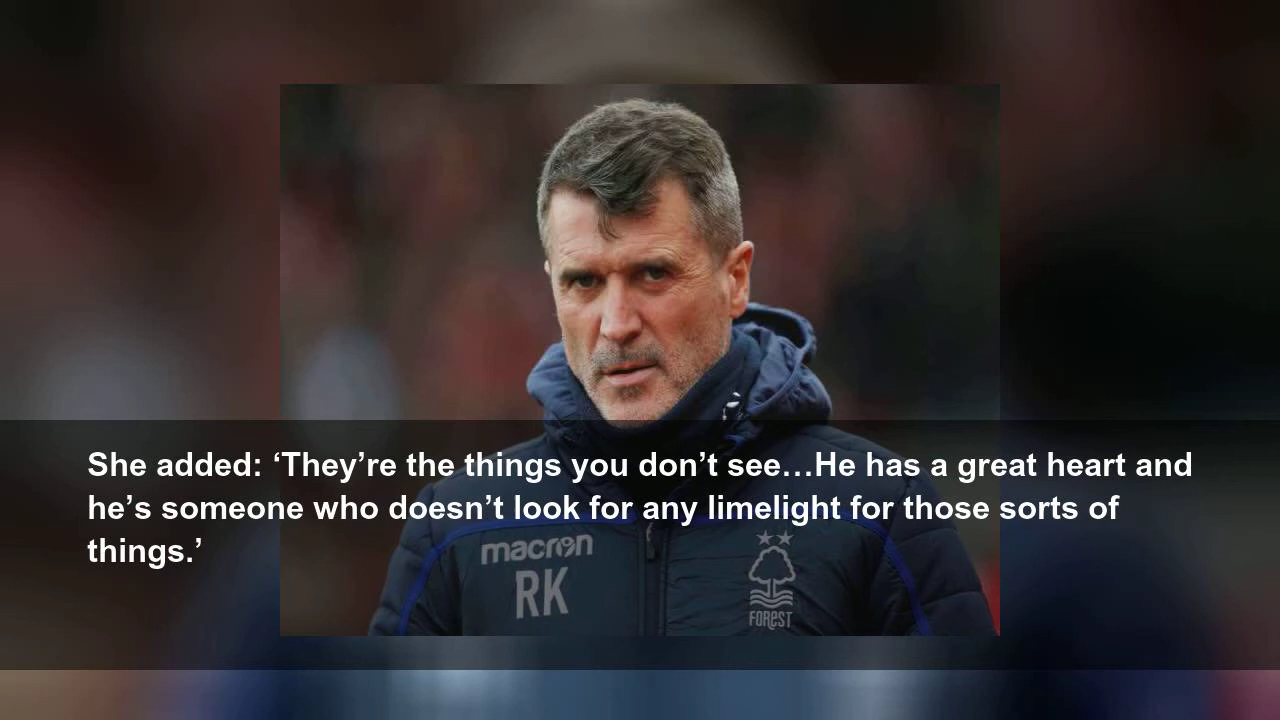 She added: ‘They’re the things you don’t see…He has a great heart and
he’s someone who doesn’t look for any limelight for those sorts of
things.’
macron
RK
FOREST